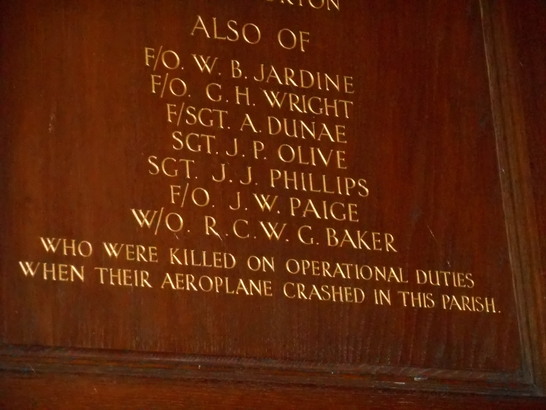 ALSO OF
F/O. W. B. JARDINE
F/O. G. H. WRIGHT
F/SGT. A. DUNAE
SGT. J. P. OLIVE
SGT. J. J. PHILLIPS
F/O. J. W. PAIGE
W/O. R. C. W. G. BAKER
WHO WERE KILLED ON OPERATIONAL DUTIES
WHEN THEIR AEROPLANE CRASHED IN THIS PARISH.